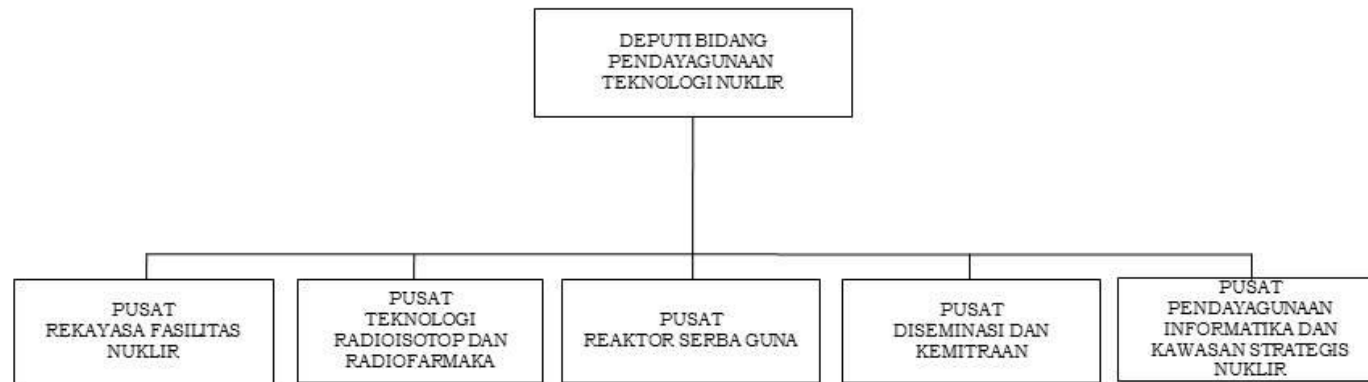 DEPUTI BIDANG
PENDAYAGUNAAN
TEKNOLOGI NUKLIR
PUSAT
REKAYASA FASILITAS
NUKLIR
PUSAT
TEKNOLOGI
RADIOISOTOP DAN
RADIOFARMAKA
PUSAT
REAKTOR SERBA GUNA
PUSAT
DISEMINASI DAN
KEMITRAAN
PUSAT
PENDAYAGUNAAN
INFORMATIKA DAN
KAWASAN STRATEGIS
NUKLIR